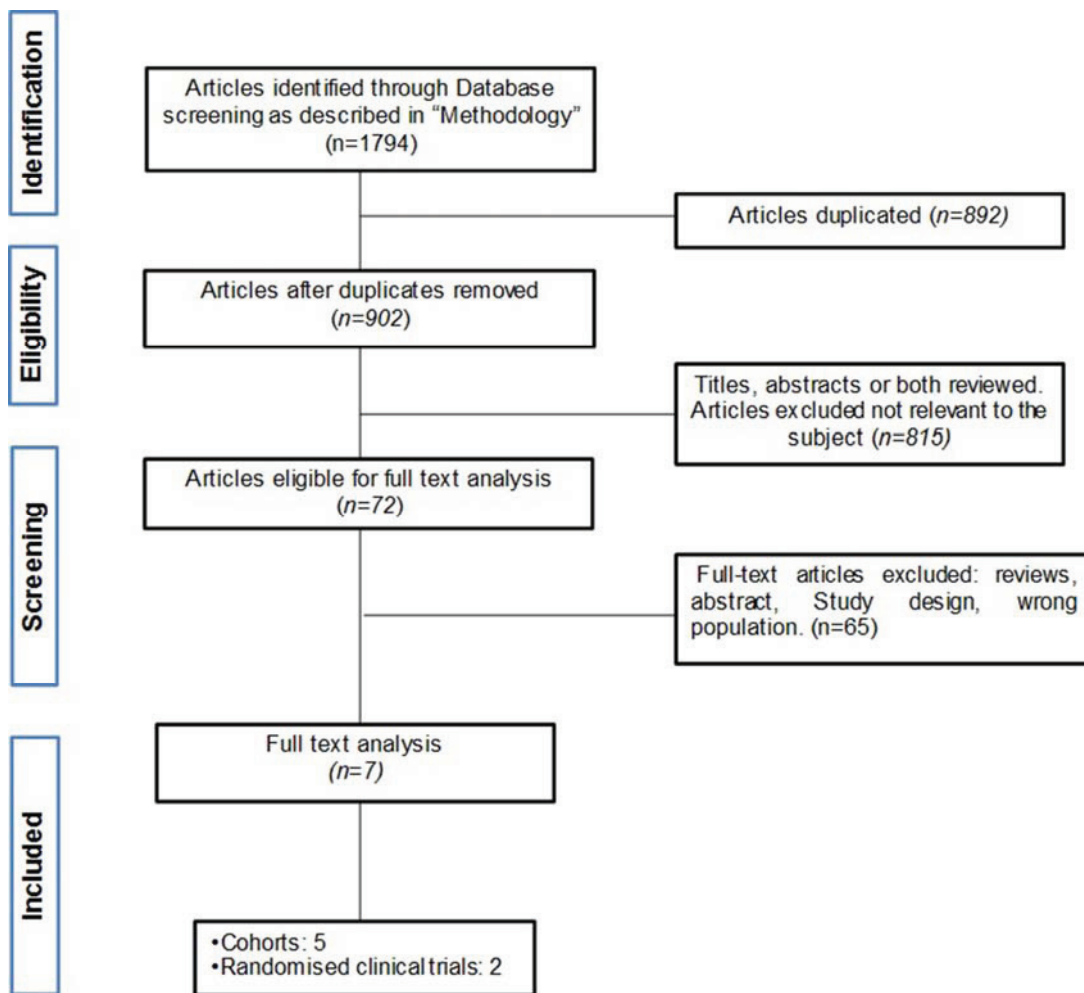 Identification
Articles identified through Database
screening as described in “Methodology”
(n=1794)
Articles duplicated (n=892)
Eligibility
Articles after duplicates removed
(n=902)
Titles, abstracts or both reviewed.
Articles excluded not relevant to the
subject (n=815)
Screening
Articles eligible for full text analysis
(n=72)
Full-text articles excluded: reviews,
abstract, Study design, wrong
population. (n=65)
Included
Full text analysis
(n=7)
•Cohorts: 5
•Randomised clinical trials: 2